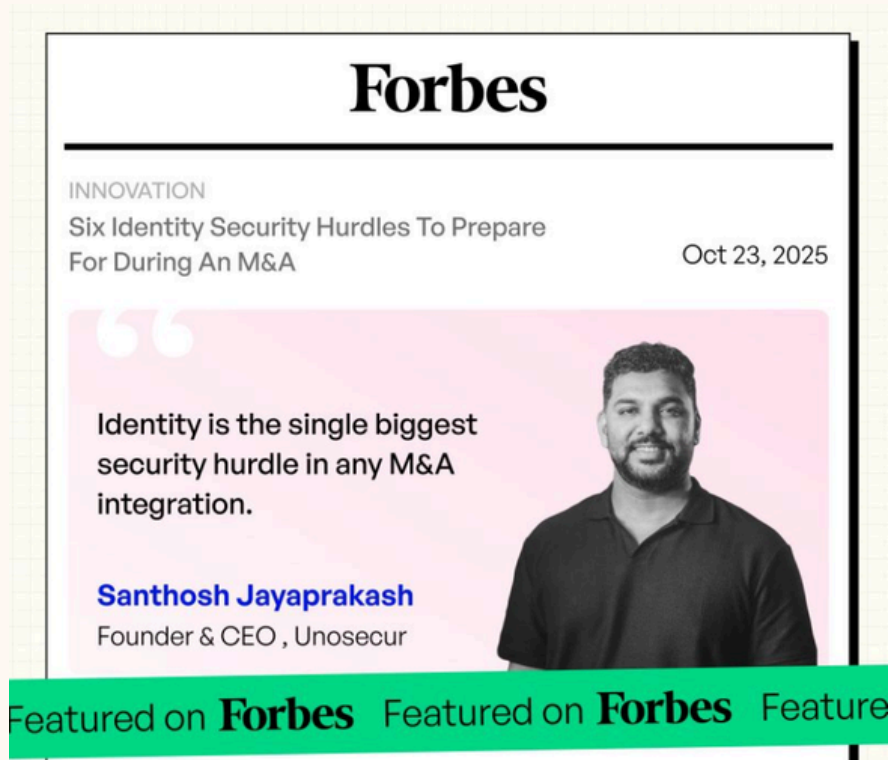 Forbes
INNOVATION
Six Identity Security Hurdles To Prepare
For During An M&A
Oct 23, 2025
Identity is the single biggest
security hurdle in any M&A
integration.
Santhosh Jayaprakash
Founder & CEO , Unosecur
Featured on Forbes Featured on Forbes Feature